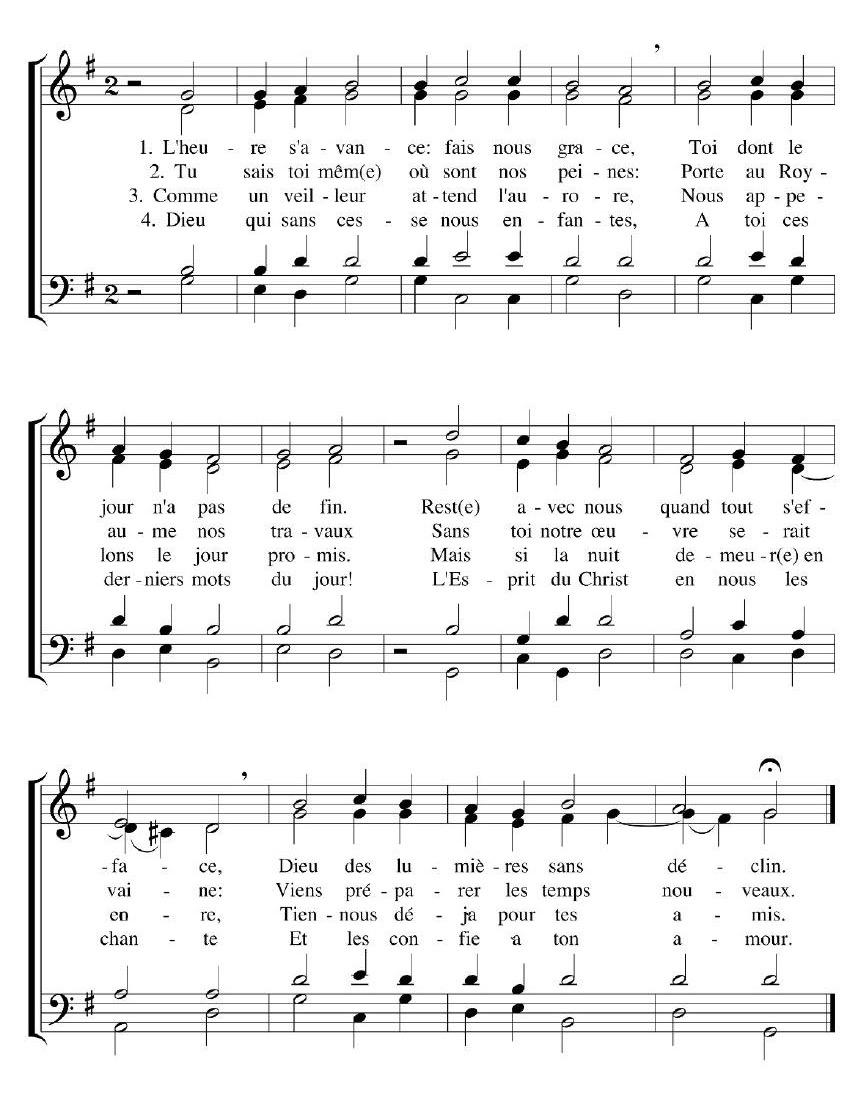 1. L'heu - re s'a - van - ce: fais nous gra - ce, Toi dont le
2. Tu sais toi mêm(e) où sont nos pei - nes: Porte au Roy -
3. Comme un veil - leur at - tend l'au - ro - re, Nous ap - pe -
4. Dieu qui sans ces - se nous en - fan - tes, A toi ces
jour n'a pas de fin. Rest(e) a - vec nous quand tout s'ef -
au - me nos tra - vaux Sans toi notre œu - vre se - rait
lons le jour pro - mis. Mais si la nuit de - meu - r(e) en
der - niers mots du jour! L'Es - prit du Christ en nous les
- fa - ce, Dieu des lu - miè - res sans dé - clin.
vai - ne: Viens pré - pa - rer les temps nou - veaux.
en - re, Tien - nous dé - ja pour tes a - mis.
chan - te Et les con - fie a ton a - mour.